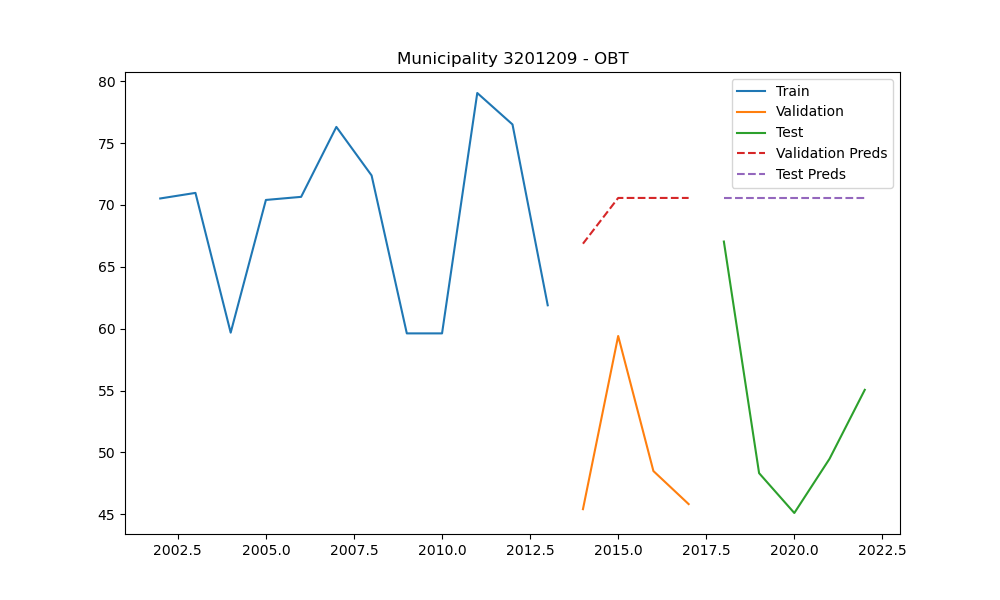 Municipality 3201209 - OBT
Train
Validation
Test
Validation Preds
Test Preds
80
75
70
65
60
55
50
45
2002.5 2005.0 2007.5 2010.0 2012.5 2015.0 2017.5 2020.0 2022.5